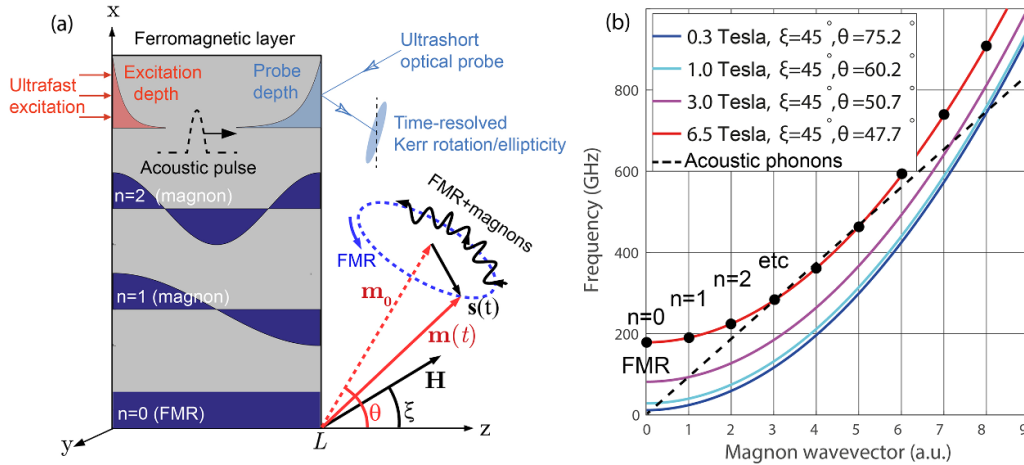 (a)
x
Ferromagnetic layer
Ultrafast
excitation
Excitation
depth
Probe
depth
Ultrashort
optical probe
Time-resolved
Kerr rotation/ellipticity
Acoustic pulse
n=2 (magnon)
n=1 (magnon)
n=0 (FMR)
FMR+magnons
FMR
m₀
s(t)
m(t)
H
θ
ξ
y
L
z
(b)
0.3 Tesla, ξ=45°,θ=75.2°
1.0 Tesla, ξ=45°,θ=60.2°
3.0 Tesla, ξ=45°,θ=50.7°
6.5 Tesla, ξ=45°,θ=47.7°
Acoustic phonons
Frequency (GHz)
800
600
400
200
0
n=0
n=1
n=2
etc
FMR
0 1 2 3 4 5 6 7 8 9
Magnon wavevector (a.u.)